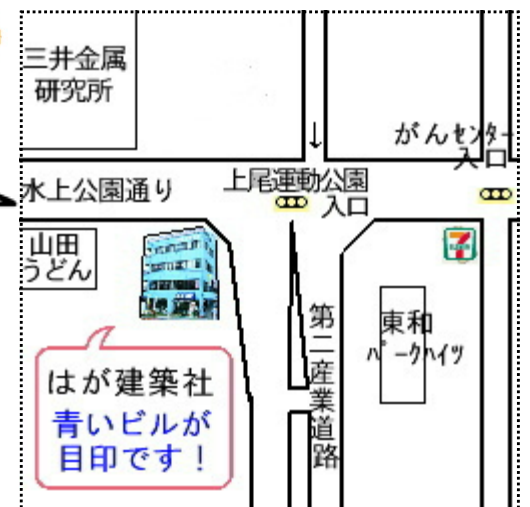 三井金属
研究所
がんセンター
入口
上尾運動公園
入口
水上公園通り
山田
うどん
第二産業道路
東和
パークハイツ
はが建築社
青いビルが
目印です！